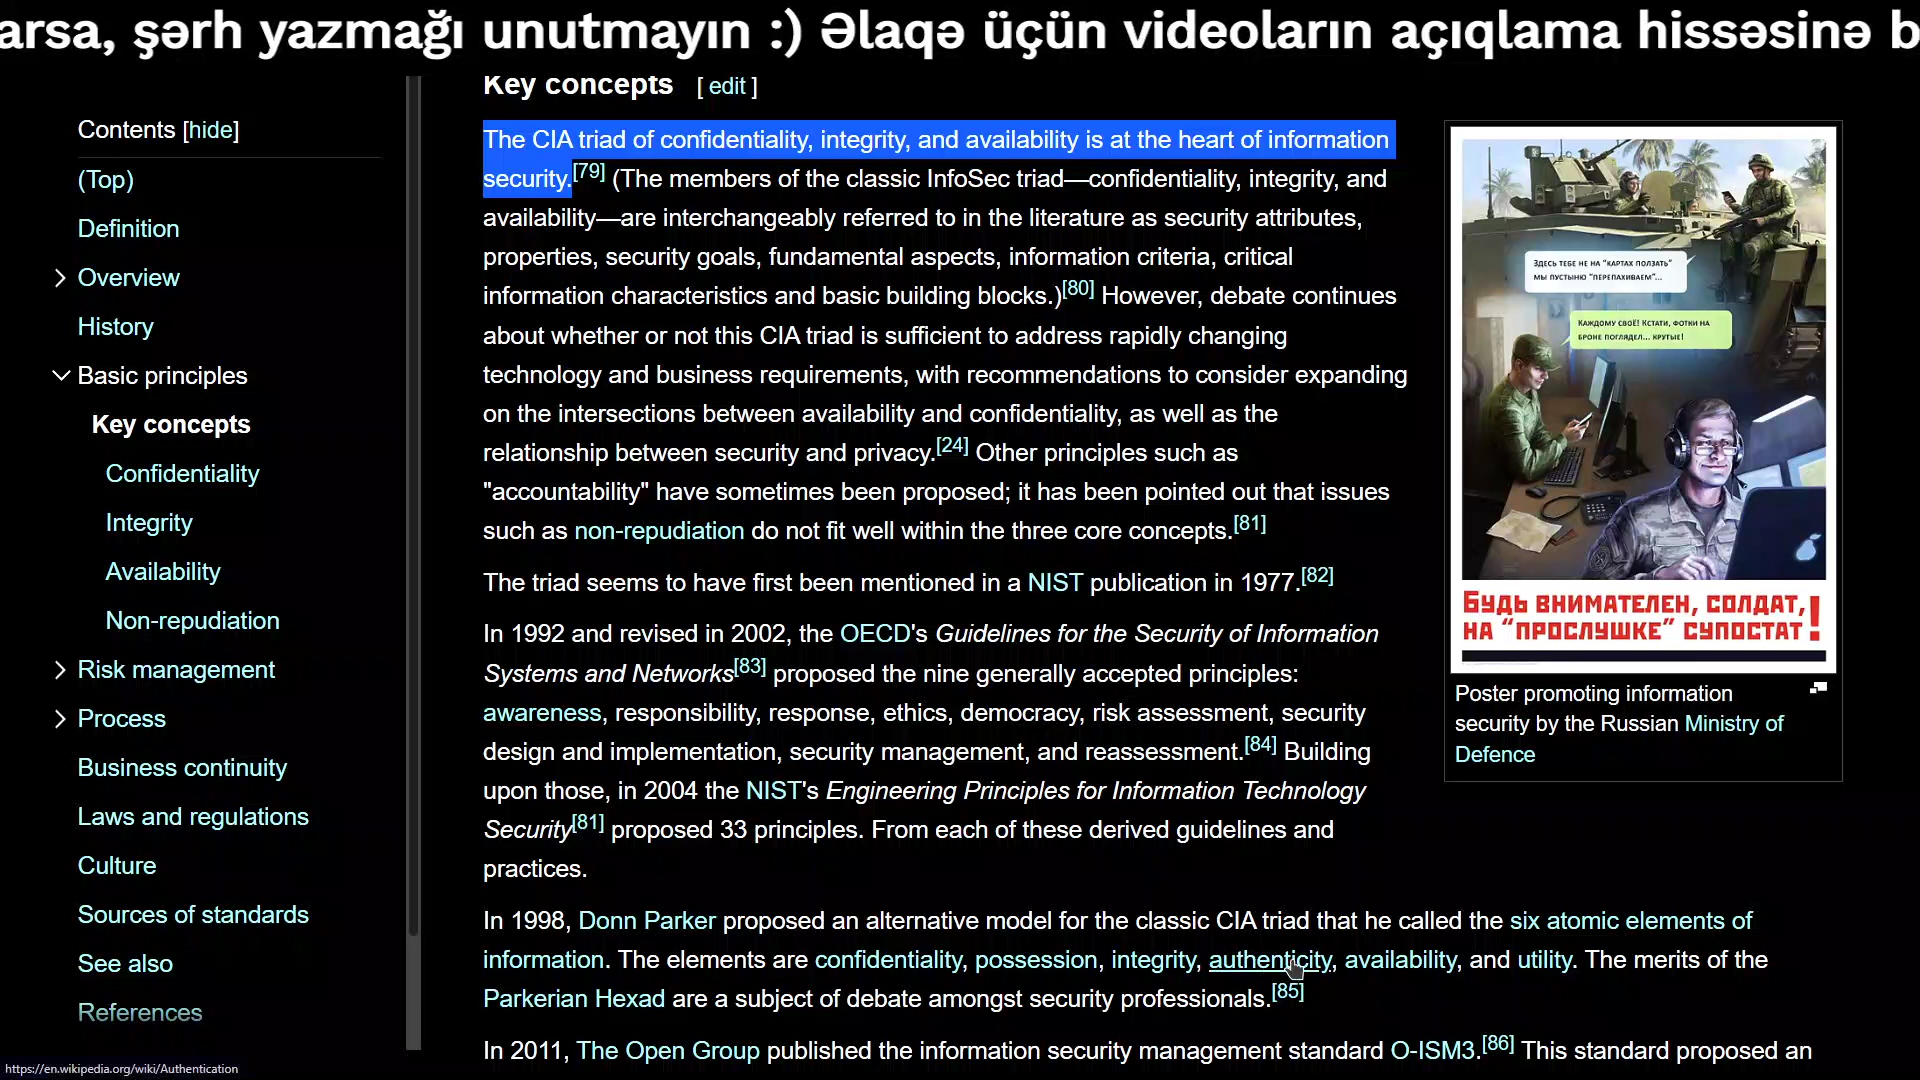 arsa, şərh yazmağı unutmayın :) Əlaqə üçün videoların açıqlama hissəsinə b
Contents [hide]
(Top)
Definition
Overview
History
Basic principles
Key concepts
Confidentiality
Integrity
Availability
Non-repudiation
Risk management
Process
Business continuity
Laws and regulations
Culture
Sources of standards
See also
References
Key concepts [ edit ]
The CIA triad of confidentiality, integrity, and availability is at the heart of information
security.[79] (The members of the classic InfoSec triad—confidentiality, integrity, and
availability—are interchangeably referred to in the literature as security attributes,
properties, security goals, fundamental aspects, information criteria, critical
information characteristics and basic building blocks.)[80] However, debate continues
about whether or not this CIA triad is sufficient to address rapidly changing
technology and business requirements, with recommendations to consider expanding
on the intersections between availability and confidentiality, as well as the
relationship between security and privacy.[24] Other principles such as
"accountability" have sometimes been proposed; it has been pointed out that issues
such as non-repudiation do not fit well within the three core concepts.[81]
The triad seems to have first been mentioned in a NIST publication in 1977.[82]
In 1992 and revised in 2002, the OECD's Guidelines for the Security of Information
Systems and Networks[83] proposed the nine generally accepted principles:
awareness, responsibility, response, ethics, democracy, risk assessment, security
design and implementation, security management, and reassessment.[84] Building
upon those, in 2004 the NIST's Engineering Principles for Information Technology
Security[81] proposed 33 principles. From each of these derived guidelines and
practices.
In 1998, Donn Parker proposed an alternative model for the classic CIA triad that he called the six atomic elements of
information. The elements are confidentiality, possession, integrity, authenticity, availability, and utility. The merits of the
Parkerian Hexad are a subject of debate amongst security professionals.[85]
In 2011, The Open Group published the information security management standard O-ISM3.[86] This standard proposed an
ЗДЕСЬ ТЕБЕ НЕ НА "КАРТАХ ПОЛЗАТЬ"
МЫ ПУСТЫНЮ "ПЕРЕПАХИВАЕМ"...
КАЖДОМУ СВОЁ! КСТАТИ, ФОТКИ НА
БРОНЕ ПОГЛЯДЕЛ... КРУТЫЕ!
БУДЬ ВНИМАТЕЛЕН, СОЛДАТ,
НА "ПРОСЛУШКЕ" СУПОСТАТ!
Poster promoting information
security by the Russian Ministry of
Defence
https://en.wikipedia.org/wiki/Authentication